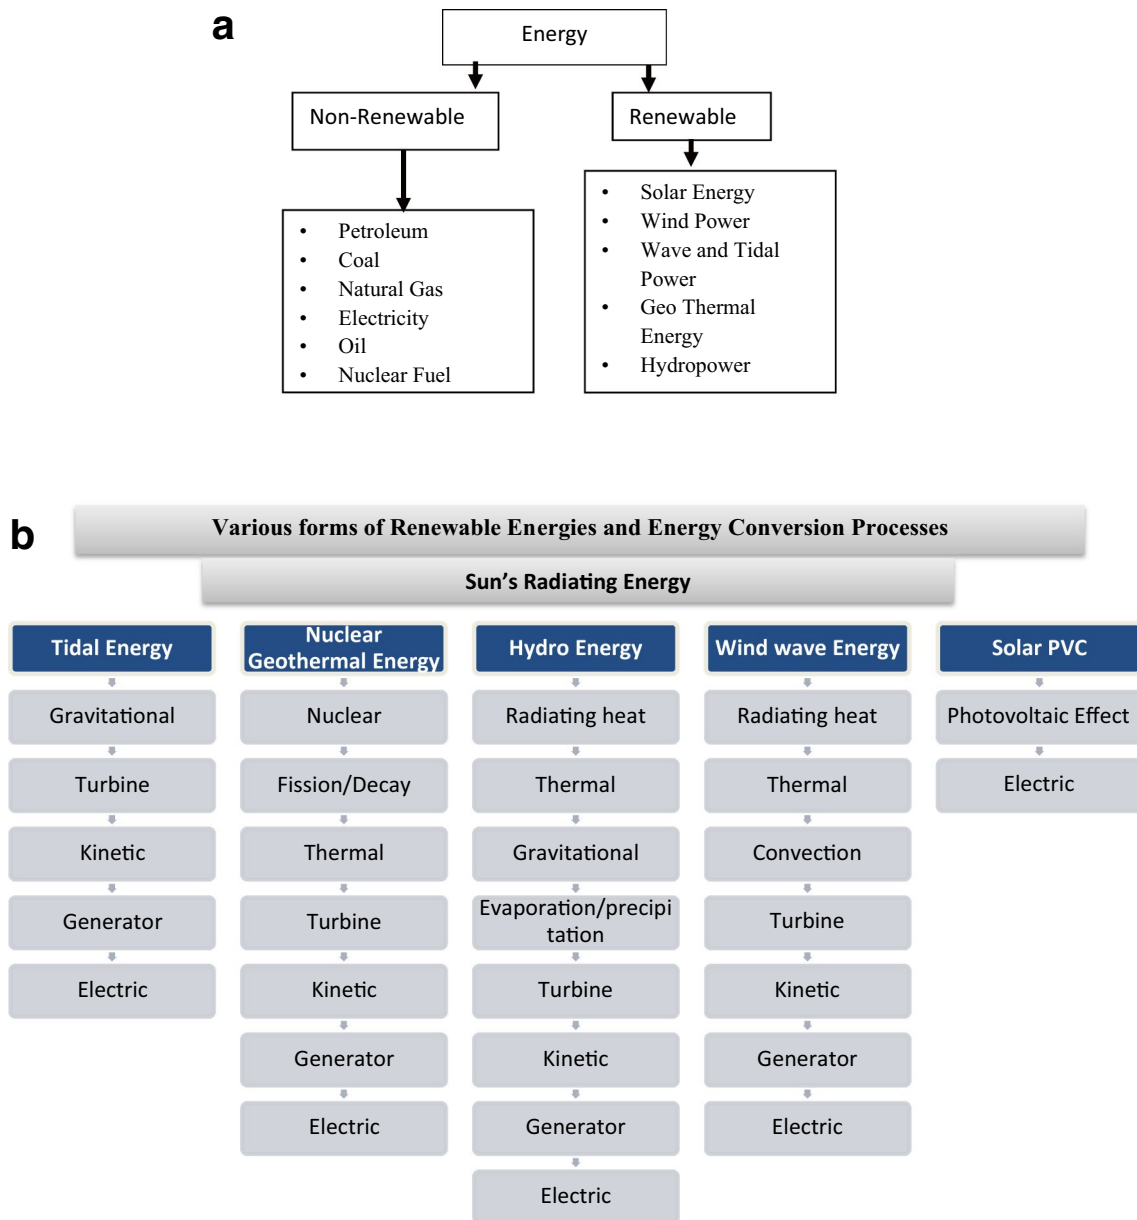 a
Energy
Non-Renewable
Renewable
• Petroleum
• Coal
• Natural Gas
• Electricity
• Oil
• Nuclear Fuel
• Solar Energy
• Wind Power
• Wave and Tidal
Power
• Geo Thermal
Energy
• Hydropower
b
Various forms of Renewable Energies and Energy Conversion Processes
Sun's Radiating Energy
Tidal Energy
Gravitational
Turbine
Kinetic
Generator
Electric
Nuclear
Geothermal Energy
Nuclear
Fission/Decay
Thermal
Turbine
Kinetic
Generator
Electric
Hydro Energy
Radiating heat
Thermal
Gravitational
Evaporation/precipi
tation
Turbine
Kinetic
Generator
Electric
Wind wave Energy
Radiating heat
Thermal
Convection
Turbine
Kinetic
Generator
Electric
Solar PVC
Photovoltaic Effect
Electric